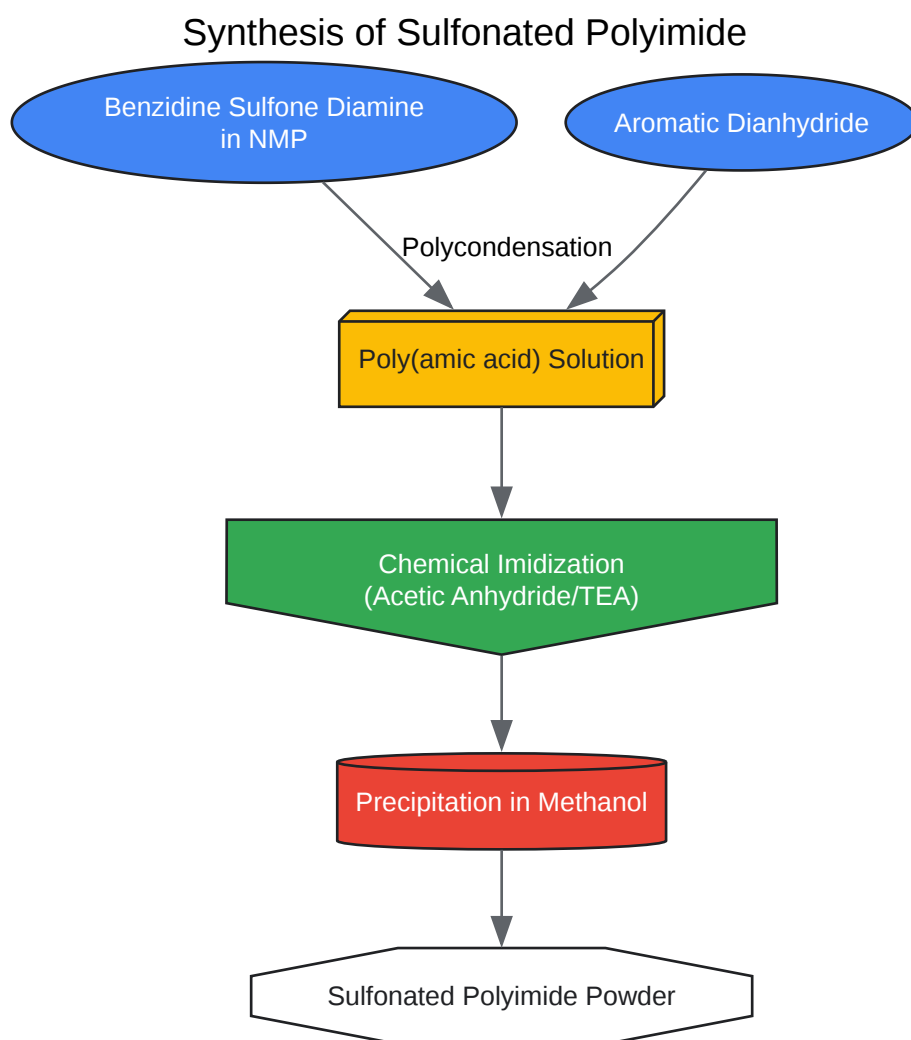 Synthesis of Sulfonated Polyimide
Benzidine Sulfone Diamine
in NMP
Aromatic Dianhydride
Polycondensation
Poly(amic acid) Solution
Chemical Imidization
(Acetic Anhydride/TEA)
Precipitation in Methanol
Sulfonated Polyimide Powder